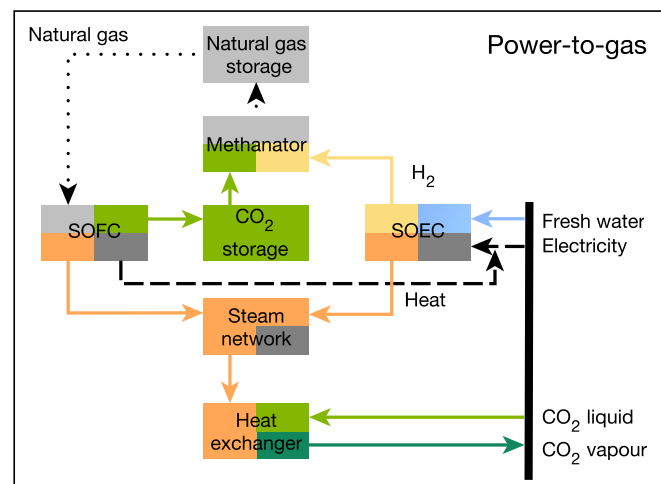 Natural gas
Natural gas
storage
Power-to-gas
Methanator
H₂
SOFC
CO₂
storage
SOEC
Fresh water
Electricity
Heat
Steam
network
Heat
exchanger
CO₂ liquid
CO₂ vapour